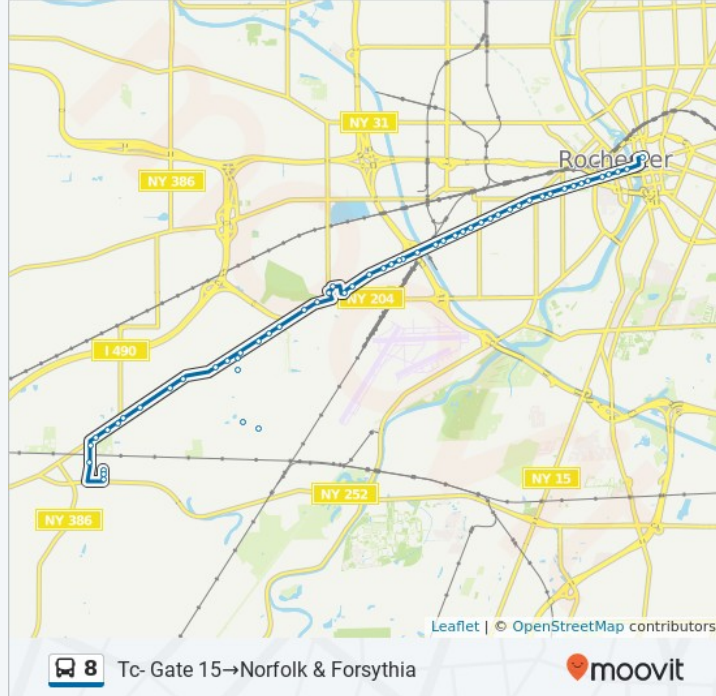 NY 31
Rochester
NY 386
NY 204
I 490
NY 15
NY 252
NY 386
Leaflet | © OpenStreetMap contributors
8 Tc- Gate 15→Norfolk & Forsythia
moovit